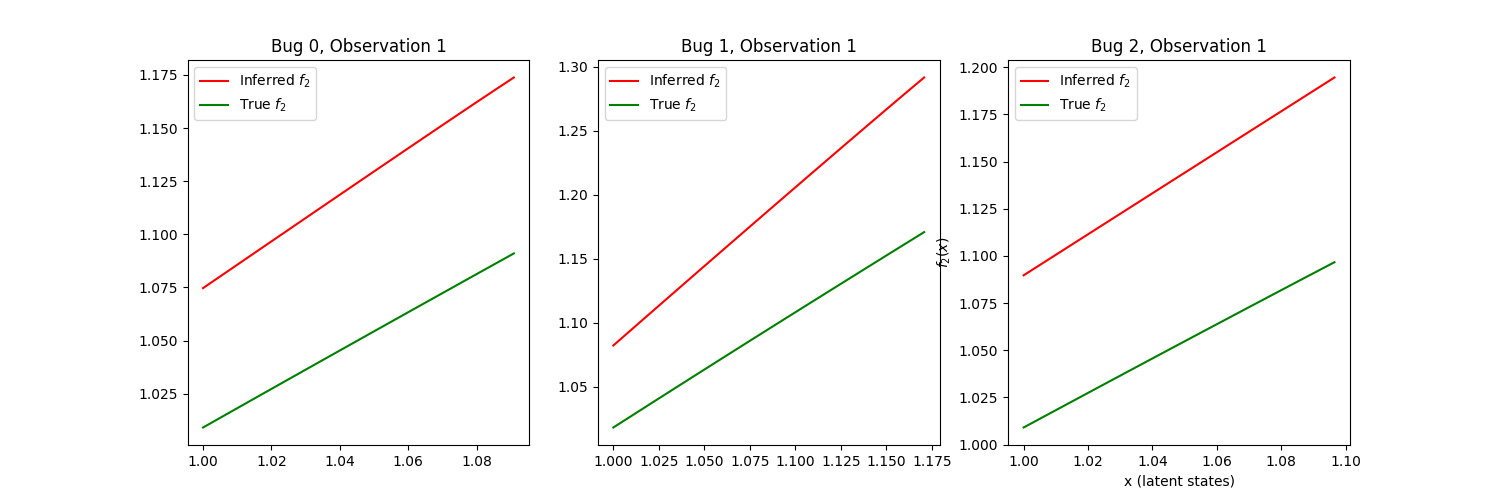 Bug 0, Observation 1
Inferred f₂
True f₂
1.175
1.150
1.125
1.100
1.075
1.050
1.025
1.00 1.02 1.04 1.06 1.08
Bug 1, Observation 1
Inferred f₂
True f₂
1.30
1.25
1.20
1.15
1.10
1.05
1.000 1.025 1.050 1.075 1.100 1.125 1.150 1.175
Bug 2, Observation 1
Inferred f₂
True f₂
f₂(x)
1.200
1.175
1.150
1.125
1.100
1.075
1.050
1.025
1.000
1.00 1.02 1.04 1.06 1.08 1.10
x (latent states)